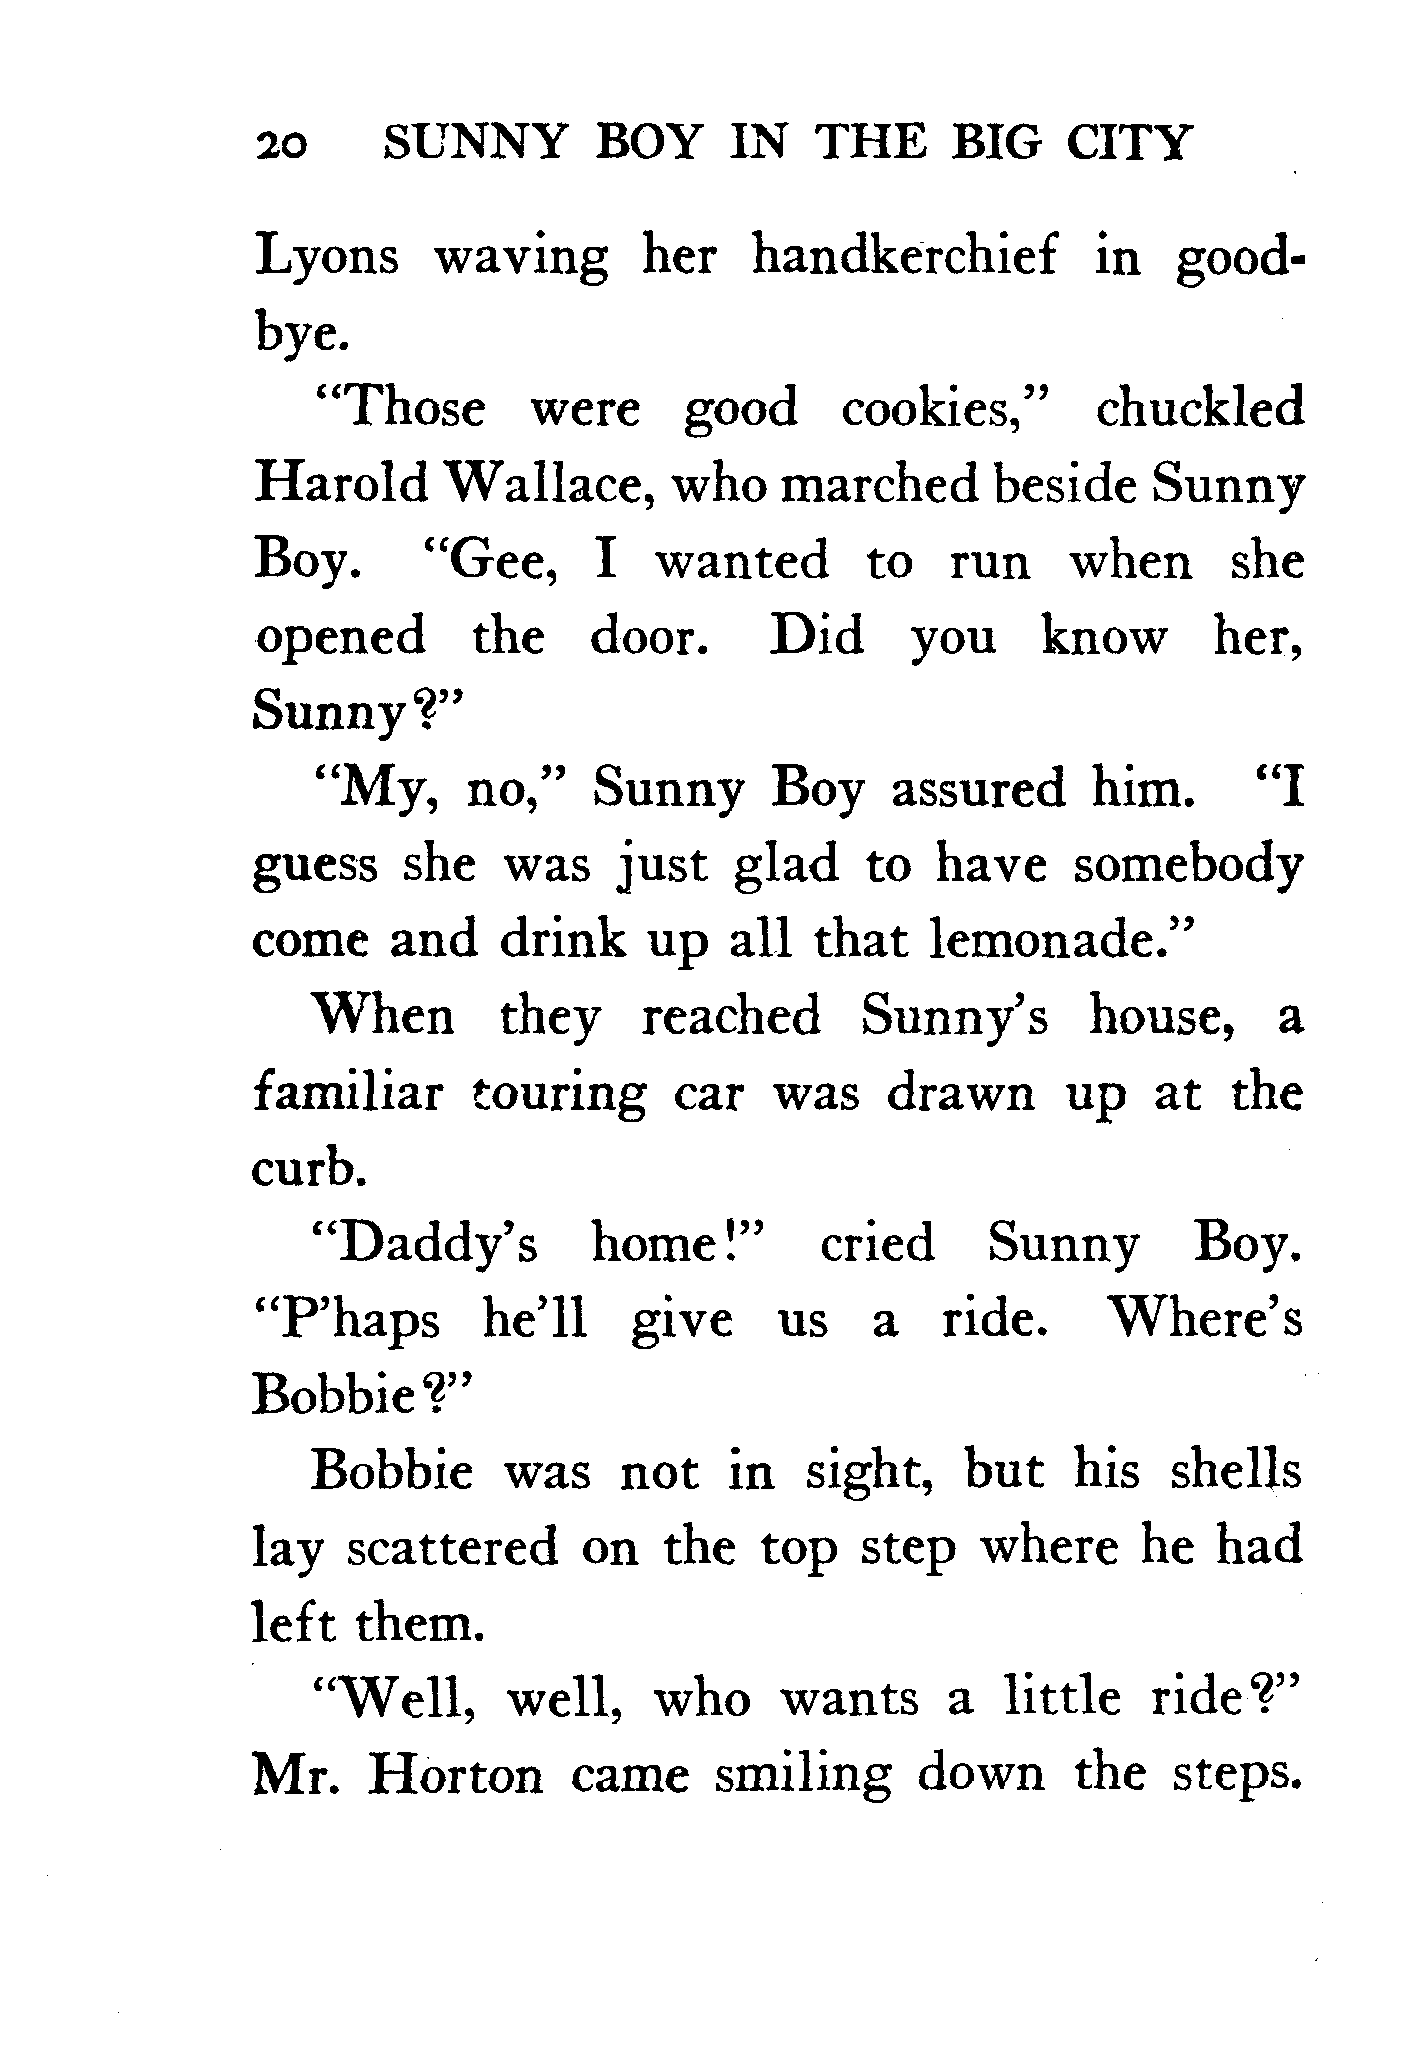 20 SUNNY BOY IN THE BIG CITY
Lyons waving her handkerchief in good-
bye.
“Those were good cookies,” chuckled
Harold Wallace, who marched beside Sunny
Boy. “Gee, I wanted to run when she
opened the door. Did you know her,
Sunny?”
“My, no,” Sunny Boy assured him. “I
guess she was just glad to have somebody
come and drink up all that lemonade.”
When they reached Sunny’s house, a
familiar touring car was drawn up at the
curb.
“Daddy’s home!” cried Sunny Boy.
“P’haps he’ll give us a ride. Where’s
Bobbie?”
Bobbie was not in sight, but his shells
lay scattered on the top step where he had
left them.
“Well, well, who wants a little ride?”
Mr. Horton came smiling down the steps.